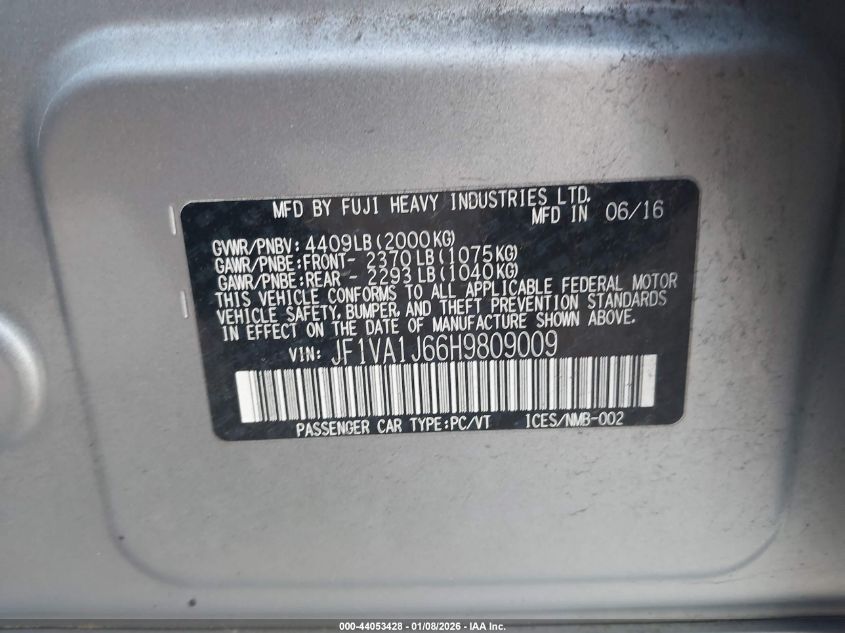 MFD BY FUJI HEAVY INDUSTRIES LTD.
MFD IN 06/16
GVWR/PNBV: 4409LB(2000KG)
GAWR/PNBE:FRONT- 2370LB(1075KG)
GAWR/PNBE:REAR - 2293LB(1040KG)
THIS VEHICLE CONFORMS TO ALL APPLICABLE FEDERAL MOTOR
VEHICLE SAFETY, BUMPER, AND THEFT PREVENTION STANDARDS
IN EFFECT ON THE DATE OF MANUFACTURE SHOWN ABOVE.
VIN: JF1VA1J66H9809009
PASSENGER CAR TYPE:PC/VT ICES/NMB-002
000-44053428 - 01/08/2026 - IAA Inc.